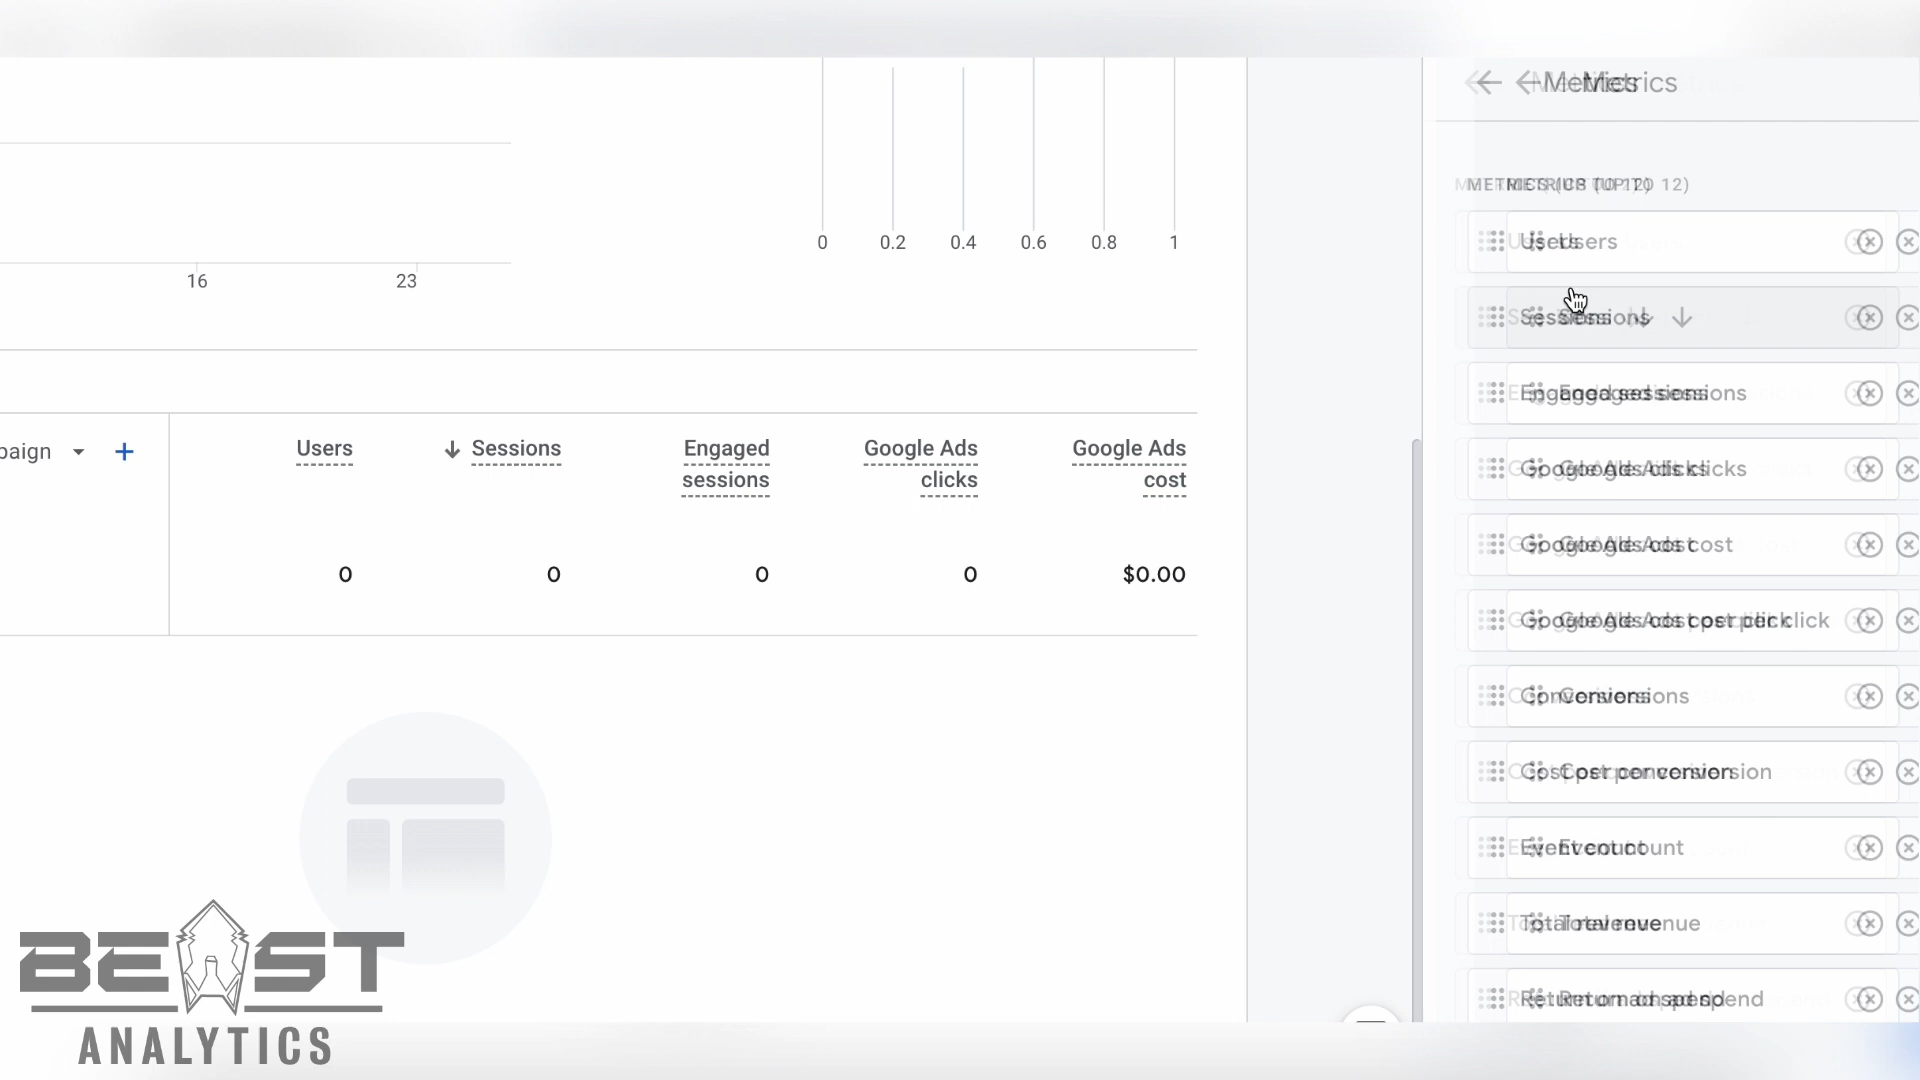 Metrics
METRICS (UP TO 12)
0 0.2 0.4 0.6 0.8 1
Users
16 23
Sessions
Engaged sessions
paign Users Sessions Engaged sessions Google Ads clicks Google Ads cost
Google Ads clicks
Google Ads cost
0 0 0 0 $0.00
Google Ads cost per click
Conversions
Cost per conversion
Event count
Total revenue
Return on ad spend
BEAST
ANALYTICS